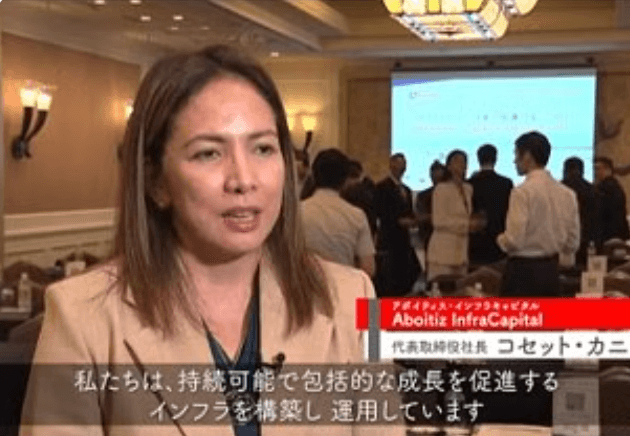 アボイティス・インフラキャピタル
Aboitiz InfraCapital
代表取締役社長 コセット・カニ
私たちは、持続可能で包括的な成長を促進する
インフラを構築し 運用しています